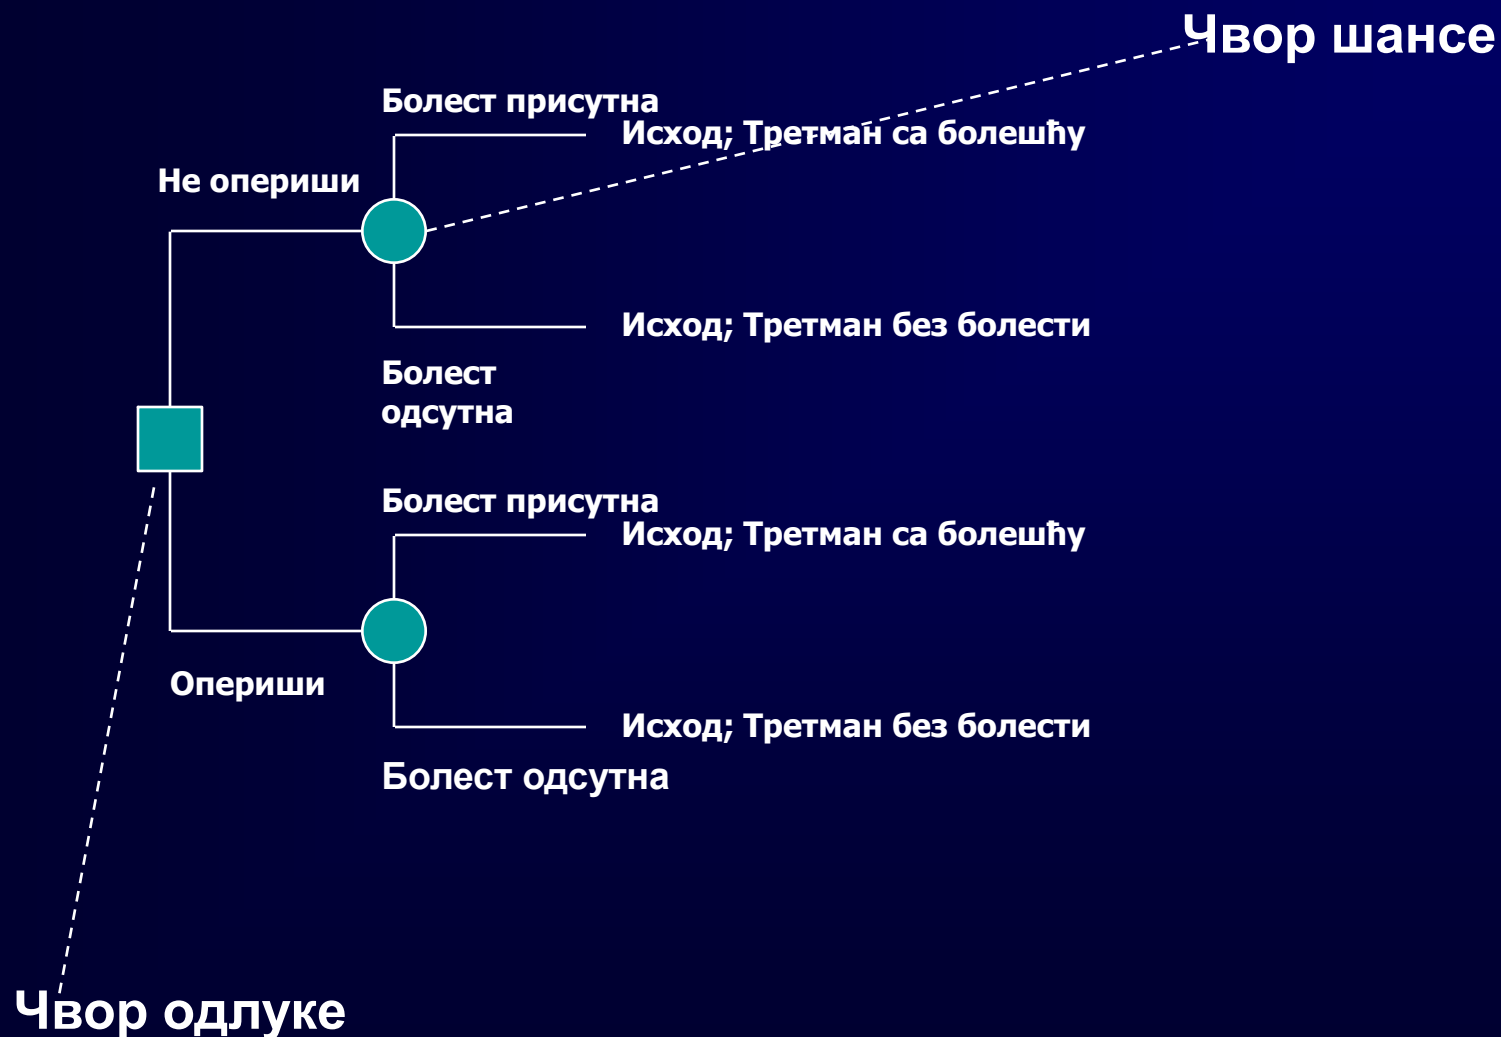 Чвор шансе
Болест присутна
Исход; Третман са болешћу
Не опериши
Исход; Третман без болести
Болест
одсутна
Болест присутна
Исход; Третман са болешћу
Опериши
Исход; Третман без болести
Болест одсутна
Чвор одлуке